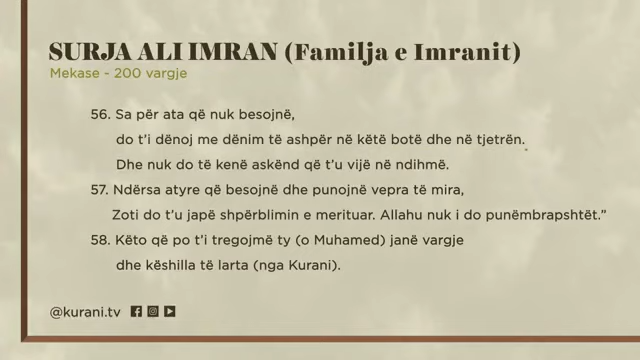 SURJA ALI IMRAN (Familja e Imranit)
Mekase - 200 vargje
56. Sa për ata që nuk besojnë,
do t'i dënoj me dënim të ashpër në këtë botë dhe në tjetrën.
Dhe nuk do të kenë askënd që t'u vijë në ndihmë.
57. Ndërsa atyre që besojnë dhe punojnë vepra të mira,
Zoti do t'u japë shpërblimin e merituar. Allahu nuk i do punëmbrapshtët.”
58. Këto që po t'i tregojmë ty (o Muhamed) janë vargje
dhe këshilla të larta (nga Kurani).
@kurani.tv